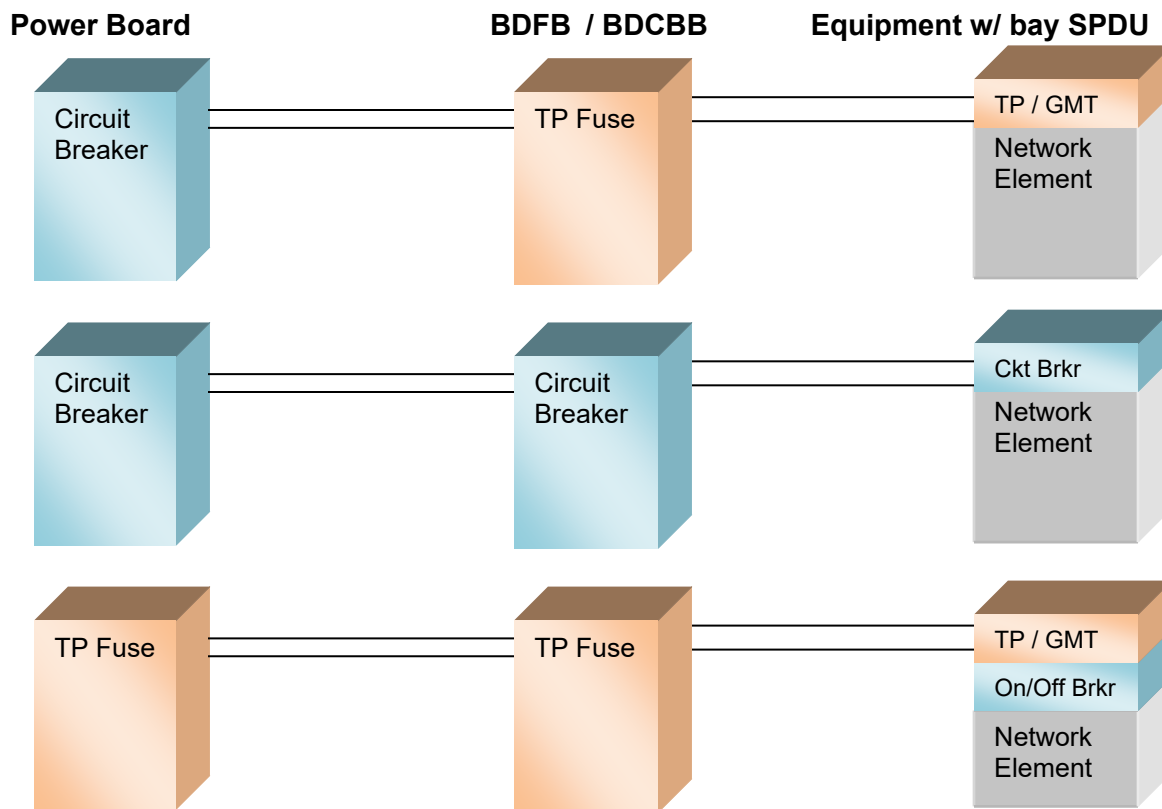 Power Board
BDFB / BDCBB
Equipment w/ bay SPDU
Circuit
Breaker
TP Fuse
TP / GMT
Network
Element
Circuit
Breaker
Circuit
Breaker
Ckt Brkr
Network
Element
TP Fuse
TP Fuse
TP / GMT
On/Off Brkr
Network
Element